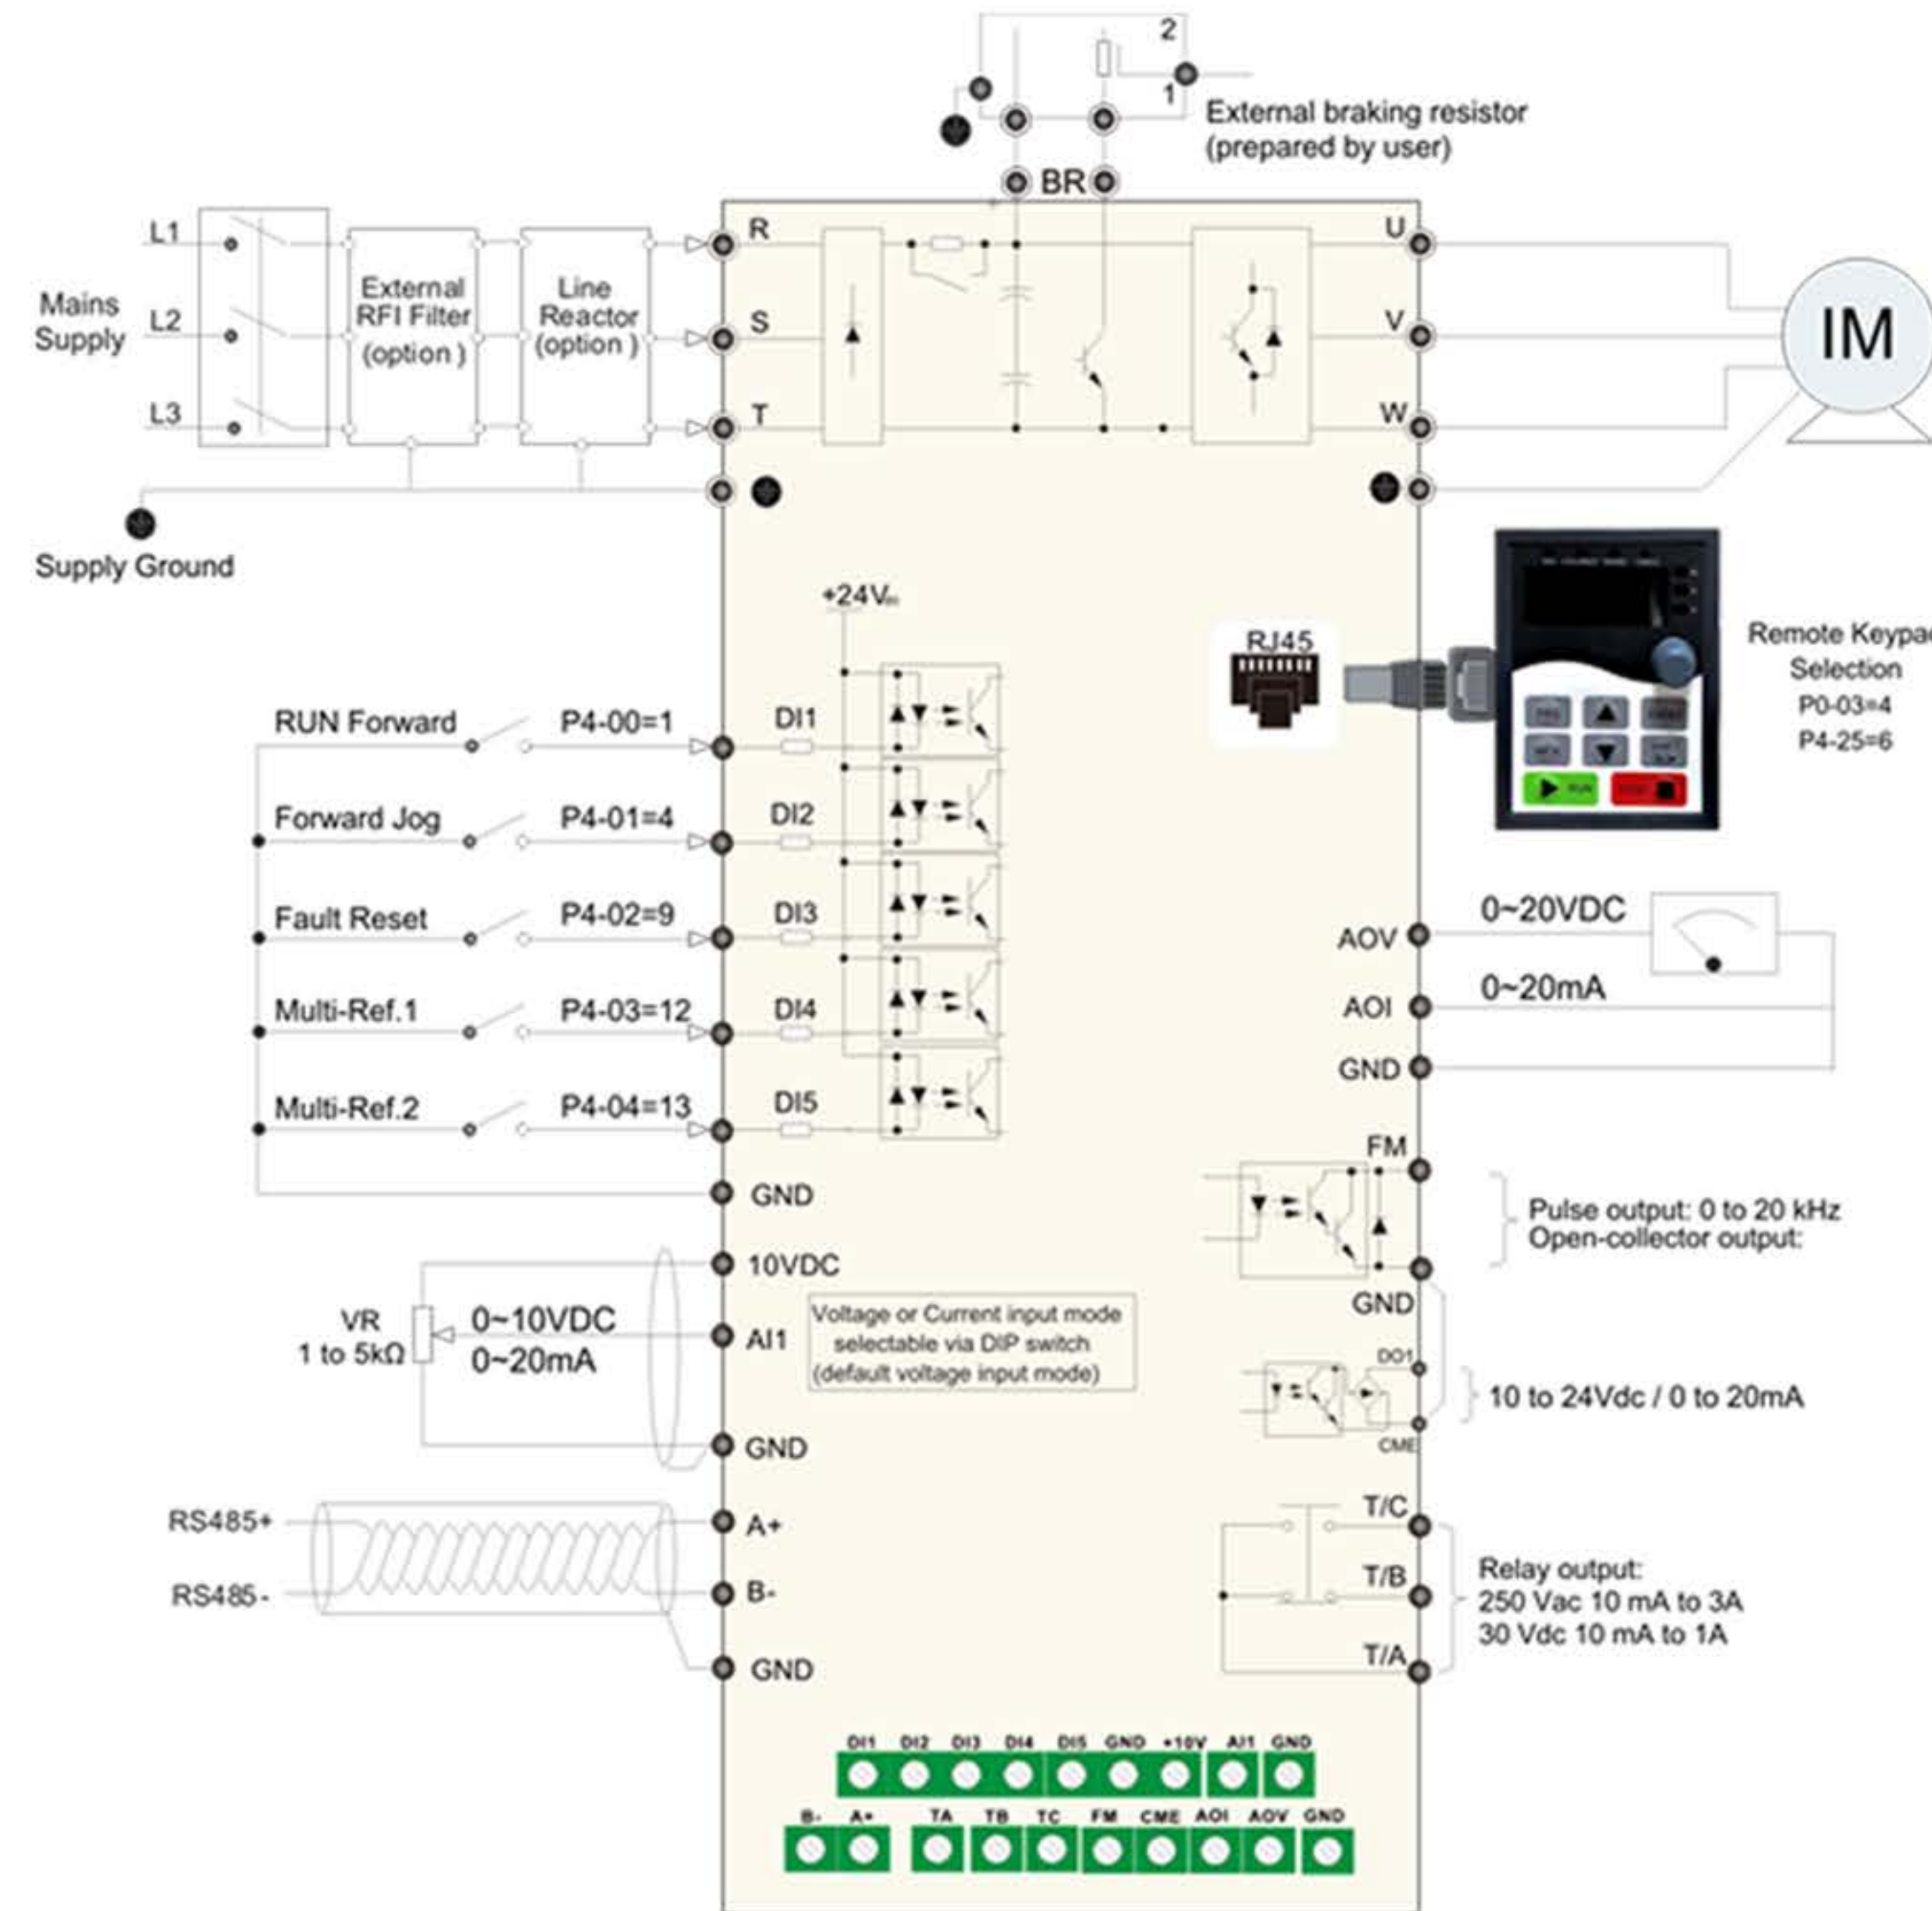 2
1
External braking resistor
(prepared by user)
BR
+
L1
L2
L3
Mains
Supply
External
RFI Filter
(option )
Line
Reactor
(option )
R
S
T
U
V
W
IM
Supply Ground
+24V
RJ45
Remote Keypa
Selection
P0-03=4
P4-25=6
RUN
RUN Forward
P4-00=1
DI1
Forward Jog
P4-01=4
DI2
Fault Reset
P4-02=9
DI3
Multi-Ref.1
P4-03=12
DI4
Multi-Ref.2
P4-04=13
DI5
GND
AOV
0~20VDC
AOI
0~20mA
GND
FM
Pulse output: 0 to 20 kHz
Open-collector output:
GND
10VDC
VR
1 to 5kΩ
0~10VDC
0~20mA
AI1
Voltage or Current input mode
selectable via DIP switch
(default voltage input mode)
GND
DO1
10 to 24Vdc / 0 to 20mA
CME
RS485+
A+
RS485-
B-
GND
T/C
T/B
T/A
Relay output:
250 Vac 10 mA to 3A
30 Vdc 10 mA to 1A
DI1 DI2 DI3 DI4 DI5 GND +10V AI1 GND
B- A+ TA TB TC FM CME AOI AOV GND